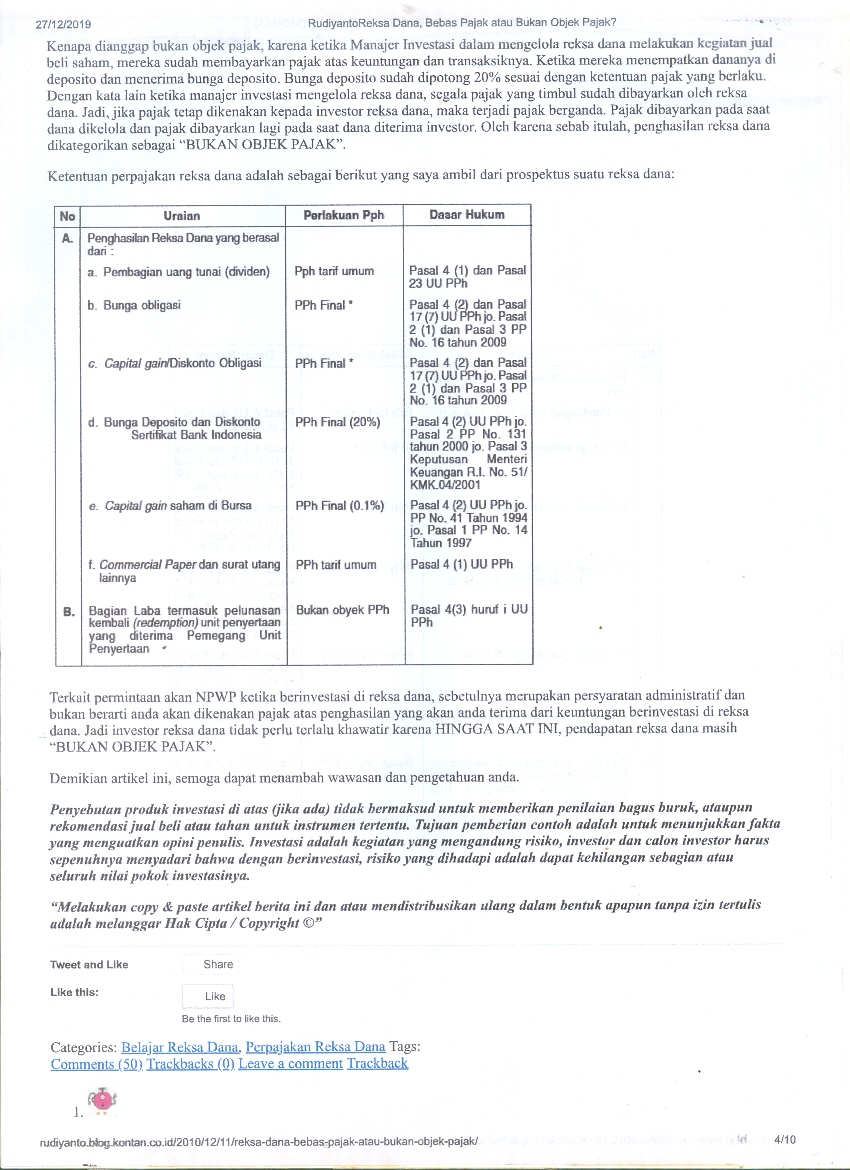 27/12/2019 RudiyantoReksa Dana, Bebas Pajak atau Bukan Objek Pajak?
Kenapa dianggap bukan objek pajak, karena ketika Manajer Investasi dalam mengelola reksa dana melakukan kegiatan jual
beli saham, mereka sudah membayarkan pajak atas keuntungan dan transaksinya. Ketika mereka menempatkan dananya di
deposito dan menerima bunga deposito. Bunga deposito sudah dipotong 20% sesuai dengan ketentuan pajak yang berlaku.
Dengan kata lain ketika manajer investasi mengelola reksa dana, segala pajak yang timbul sudah dibayarkan oleh reksa
dana. Jadi, jika pajak tetap dikenakan kepada investor reksa dana, maka terjadi pajak berganda. Pajak dibayarkan pada saat
dana dikelola dan pajak dibayarkan lagi pada saat dana diterima investor. Oleh karena sebab itulah, penghasilan reksa dana
dikategorikan sebagai “BUKAN OBJEK PAJAK”.
Ketentuan perpajakan reksa dana adalah sebagai berikut yang saya ambil dari prospektus suatu reksa dana:
No Uraian Perlakuan Pph Dasar Hukum
A. Penghasilan Reksa Dana yang berasal
dari :
a. Pembagian uang tunai (dividen) Pph tarif umum Pasal 4 (1) dan Pasal
23 UU PPh
b. Bunga obligasi PPh Final * Pasal 4 (2) dan Pasal
17 (7) UU PPh jo. Pasal
2 (1) dan Pasal 3 PP
No. 16 tahun 2009
c. Capital gain/Diskonto Obligasi PPh Final * Pasal 4 (2) dan Pasal
17 (7) UU PPh jo. Pasal
2 (1) dan Pasal 3 PP
No. 16 tahun 2009
d. Bunga Deposito dan Diskonto PPh Final (20%) Pasal 4 (2) UU PPh jo.
Sertifikat Bank Indonesia Pasal 2 PP No. 131
tahun 2000 jo. Pasal 3
Keputusan Menteri
Keuangan R.I. No. 51/
KMK.04/2001
e. Capital gain saham di Bursa PPh Final (0.1%) Pasal 4 (2) UU PPh jo.
PP No. 41 Tahun 1994
jo. Pasal 1 PP No. 14
Tahun 1997
f. Commercial Paper dan surat utang PPh tarif umum Pasal 4 (1) UU PPh
lainnya
B. Bagian Laba termasuk pelunasan Bukan obyek PPh Pasal 4(3) huruf i UU
kembali (redemption) unit penyertaan PPh
yang diterima Pemegang Unit
Penyertaan
Terkait permintaan akan NPWP ketika berinvestasi di reksa dana, sebetulnya merupakan persyaratan administratif dan
bukan berarti anda akan dikenakan pajak atas penghasilan yang akan anda terima dari keuntungan berinvestasi di reksa
dana. Jadi investor reksa dana tidak perlu terlalu khawatir karena HINGGA SAAT INI, pendapatan reksa dana masih
“BUKAN OBJEK PAJAK”.
Demikian artikel ini, semoga dapat menambah wawasan dan pengetahuan anda.
Penyebutan produk investasi di atas (jika ada) tidak bermaksud untuk memberikan penilaian bagus buruk, ataupun
rekomendasi jual beli atau tahan untuk instrumen tertentu. Tujuan pemberian contoh adalah untuk menunjukkan fakta
yang menguatkan opini penulis. Investasi adalah kegiatan yang mengandung risiko, investor dan calon investor harus
sepenuhnya menyadari bahwa dengan berinvestasi, risiko yang dihadapi adalah dapat kehilangan sebagian atau
seluruh nilai pokok investasinya.
“Melakukan copy & paste artikel berita ini dan atau mendistribusikan ulang dalam bentuk apapun tanpa izin tertulis
adalah melanggar Hak Cipta / Copyright ©”
Tweet and Like Share
Like this: Like
Be the first to like this.
Categories: Belajar Reksa Dana, Perpajakan Reksa Dana Tags:
Comments (50) Trackbacks (0) Leave a comment Trackback
1.
rudiyanto.blog.kontan.co.id/2010/12/11/reksa-dana-bebas-pajak-atau-bukan-objek-pajak/ 4/10